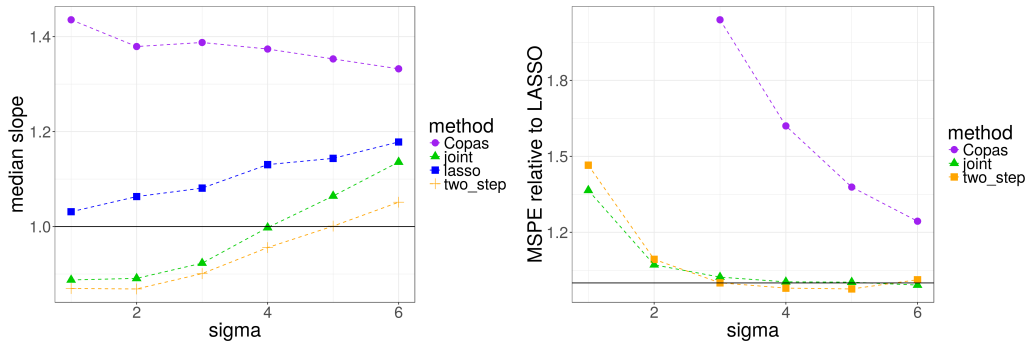 median slope
1.4
1.2
1.0
2
4
6
sigma
method
Copas
joint
lasso
two_step
MSPE relative to LASSO
1.8
1.5
1.2
2
4
6
sigma
method
Copas
joint
two_step